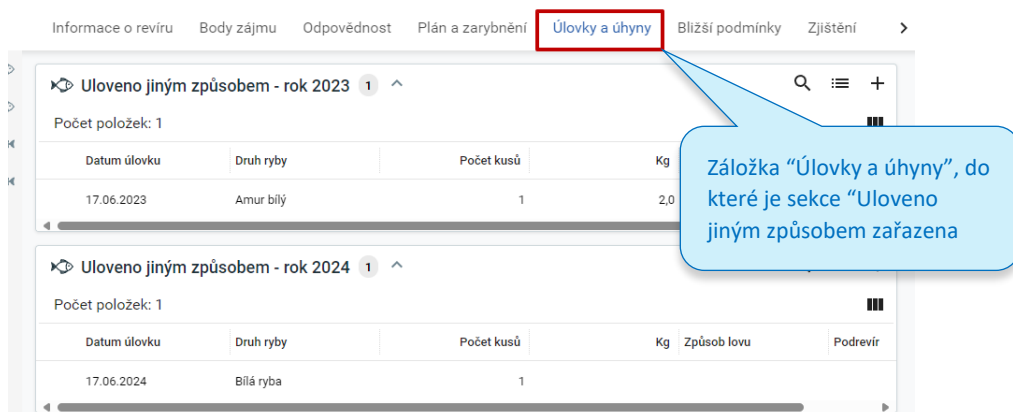 Informace o revíru Body zájmu Odpovědnost Plán a zarybnění Úlovky a úhyny Bližší podmínky Zjištění
Uloveno jiným způsobem - rok 2023 1
Počet položek: 1
Datum úlovku Druh ryby Počet kusů Kg
17.06.2023 Amur bílý 1 2,0
Záložka “Úlovky a úhyny”, do
které je sekce “Uloveno
jiným způsobem zařazena
Uloveno jiným způsobem - rok 2024 1
Počet položek: 1
Datum úlovku Druh ryby Počet kusů Kg Způsob lovu Podrevír
17.06.2024 Bílá ryba 1